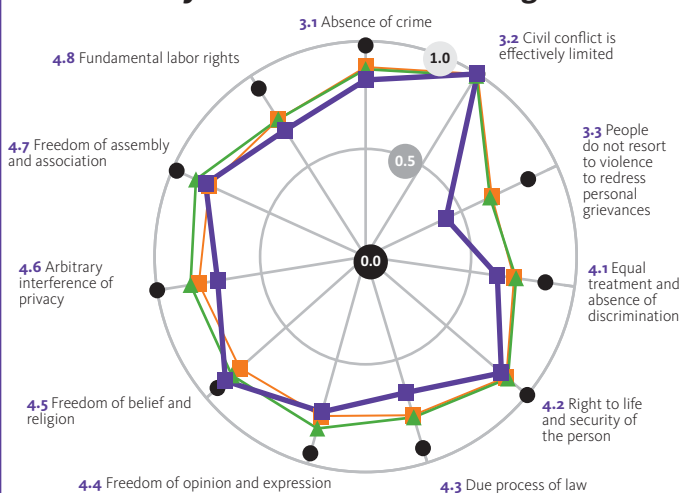 3.1 Absence of crime
3.2 Civil conflict is
effectively limited
1.0
4.8 Fundamental labor rights
3.3 People
do not resort
to violence
to redress
personal
grievances
4.7 Freedom of assembly
and association
0.5
0.0
4.6 Arbitrary
interference of
privacy
4.1 Equal
treatment and
absence of
discrimination
4.5 Freedom of belief and
religion
4.2 Right to life
and security of
the person
4.4 Freedom of opinion and expression
4.3 Due process of law